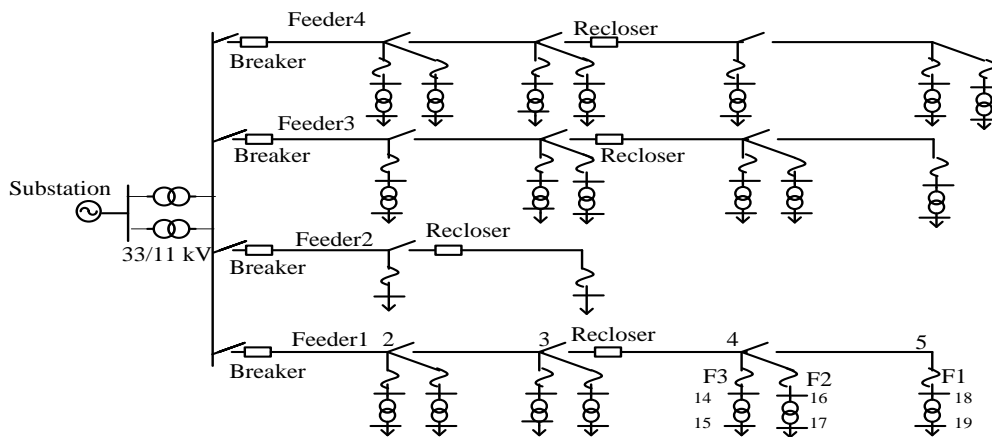 Feeder4
Recloser
Breaker
Feeder3
Breaker
Recloser
Substation
33/11 kV
Feeder2
Recloser
Breaker
Feeder1
2
3
Recloser
4
5
Breaker
F3
F2
F1
14
16
18
15
17
19